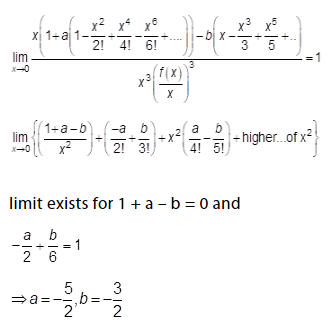 lim x→0 x(1+a(1-x²/2!+x⁴/4!-x⁶/6!+....))-b(x-x³/3+x⁵/5+..) / x³(f(x)/x)³ =1
lim x→0 {((1+a-b)/x²)+(-a/2!+b/3!)+x²(a/4!-b/5!)+higher...of x²}
limit exists for 1 + a – b = 0 and
-a/2+b/6=1
⇒a=-5/2,b=-3/2